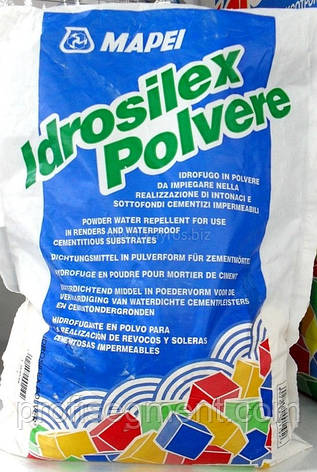 MAPEI
Idrosilex
Polvere
IDROFUGO IN POLVERE
DA IMPIEGARE NELLA
REALIZZAZIONE DI INTONACI E
SOTTOFONDI CEMENTIZI IMPERMEABILI
POWDER WATER REPELLENT FOR USE
IN RENDERS AND WATERPROOF
CEMENTITIOUS SUBSTRATES
DICHTUNGSMITTEL IN PULVERFORM FÜR ZEMENTMÖRTEL
HYDROFUGE EN POUDRE POUR MORTIER DE CIMENT
WATERDICHTEND MIDDEL IN POEDERVORM VOOR DE
VERVAARDIGING VAN WATERDICHTE CEMENTPLEISTERS
EN CEMENTONDERGRONDEN
HIDROFUGANTE EN POLVO PARA
LA REALIZACIÓN DE REVOCOS Y SOLERAS
CEMENTOSAS IMPERMEABLES